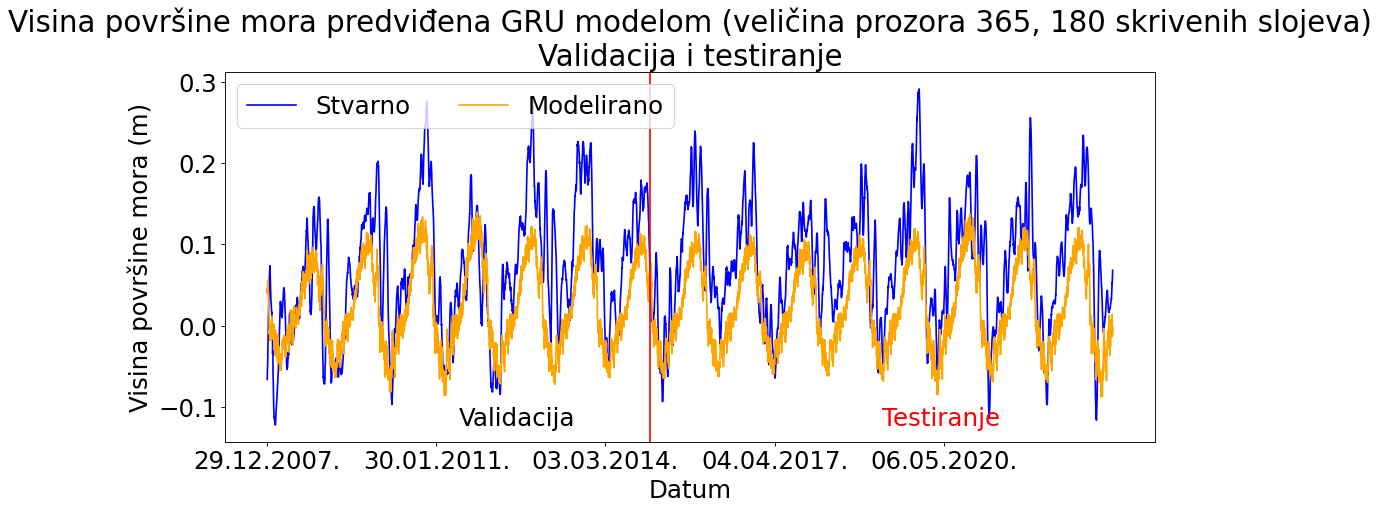 Visina površine mora predviđena GRU modelom (veličina prozora 365, 180 skrivenih slojeva)
Validacija i testiranje
Stvarno
Modelirano
Visina površine mora (m)
0.3
0.2
0.1
0.0
−0.1
Validacija
Testiranje
29.12.2007.
30.01.2011.
03.03.2014.
04.04.2017.
06.05.2020.
Datum